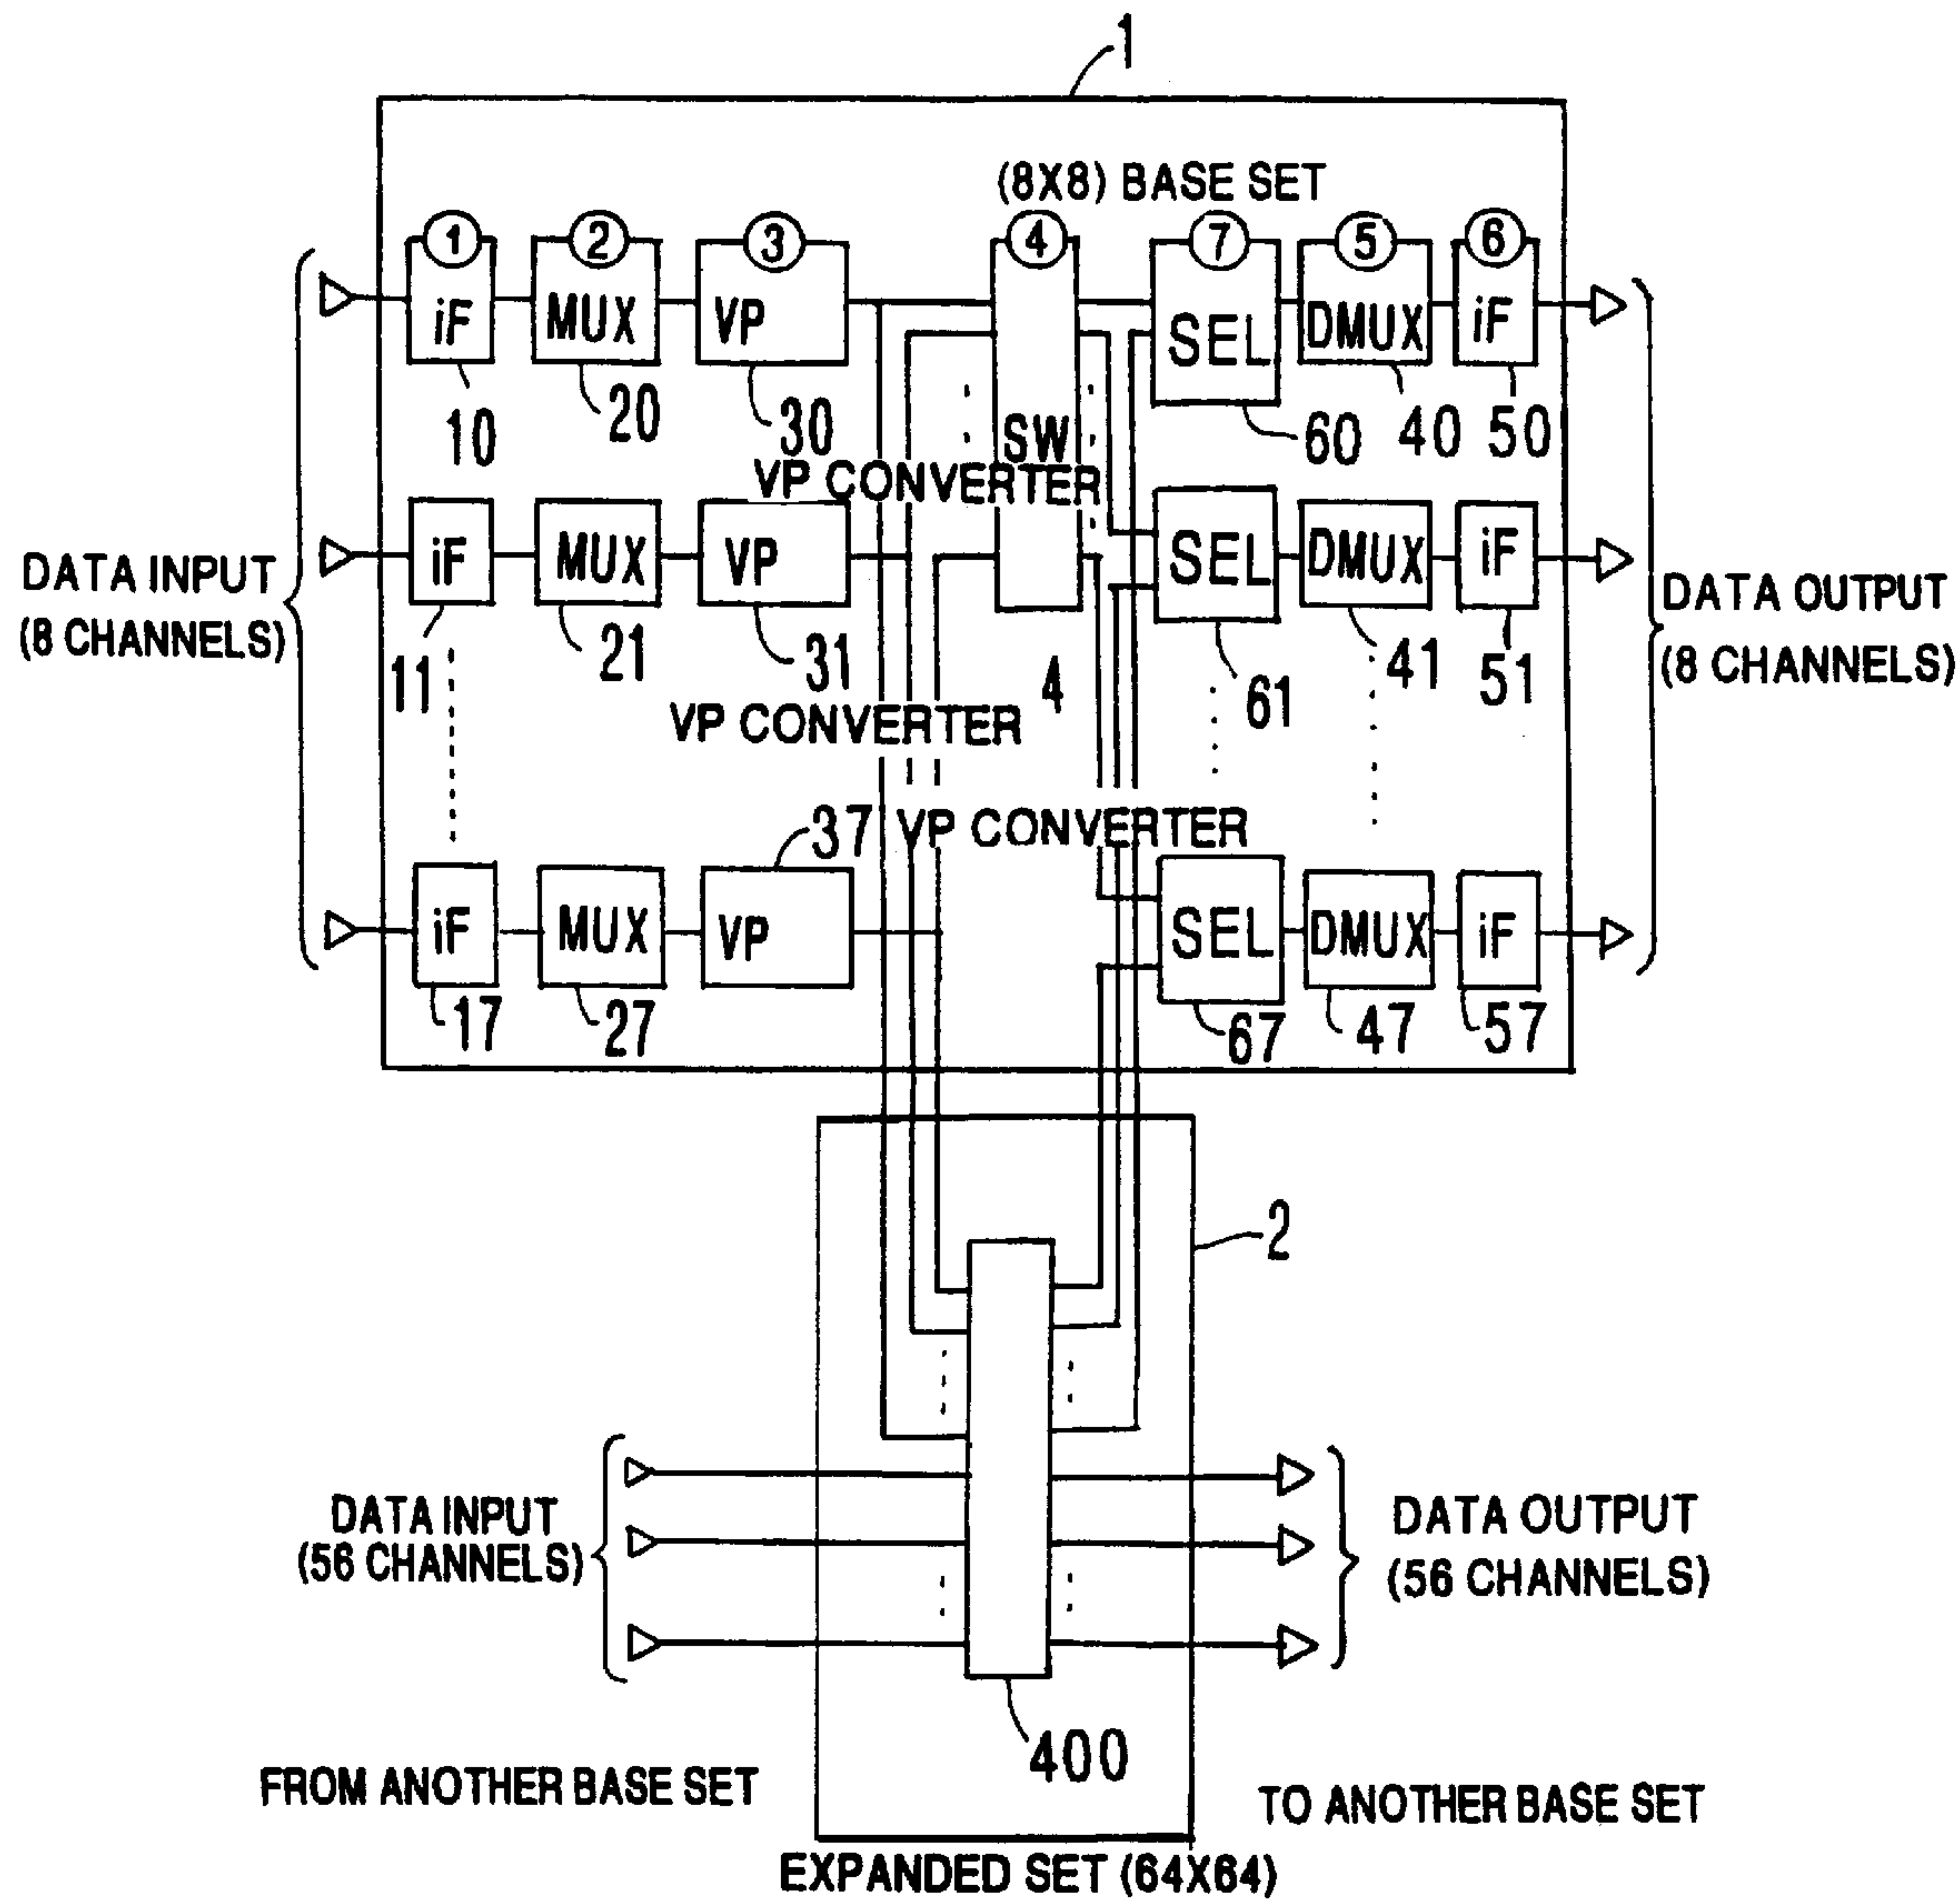 1
(8X8) BASE SET
① ② ③ ④ ⑦ ⑤ ⑥
iF MUX VP SW SEL DMUX iF
10 20 30 60 40 50
VP CONVERTER
iF MUX VP SEL DMUX iF
DATA INPUT
(8 CHANNELS)
DATA OUTPUT
(8 CHANNELS)
11 21 31 4 61 41 51
VP CONVERTER
37 VP CONVERTER
iF MUX VP SEL DMUX iF
17 27 67 47 57
2
DATA INPUT
(56 CHANNELS)
DATA OUTPUT
(56 CHANNELS)
400
FROM ANOTHER BASE SET
TO ANOTHER BASE SET
EXPANDED SET (64X64)